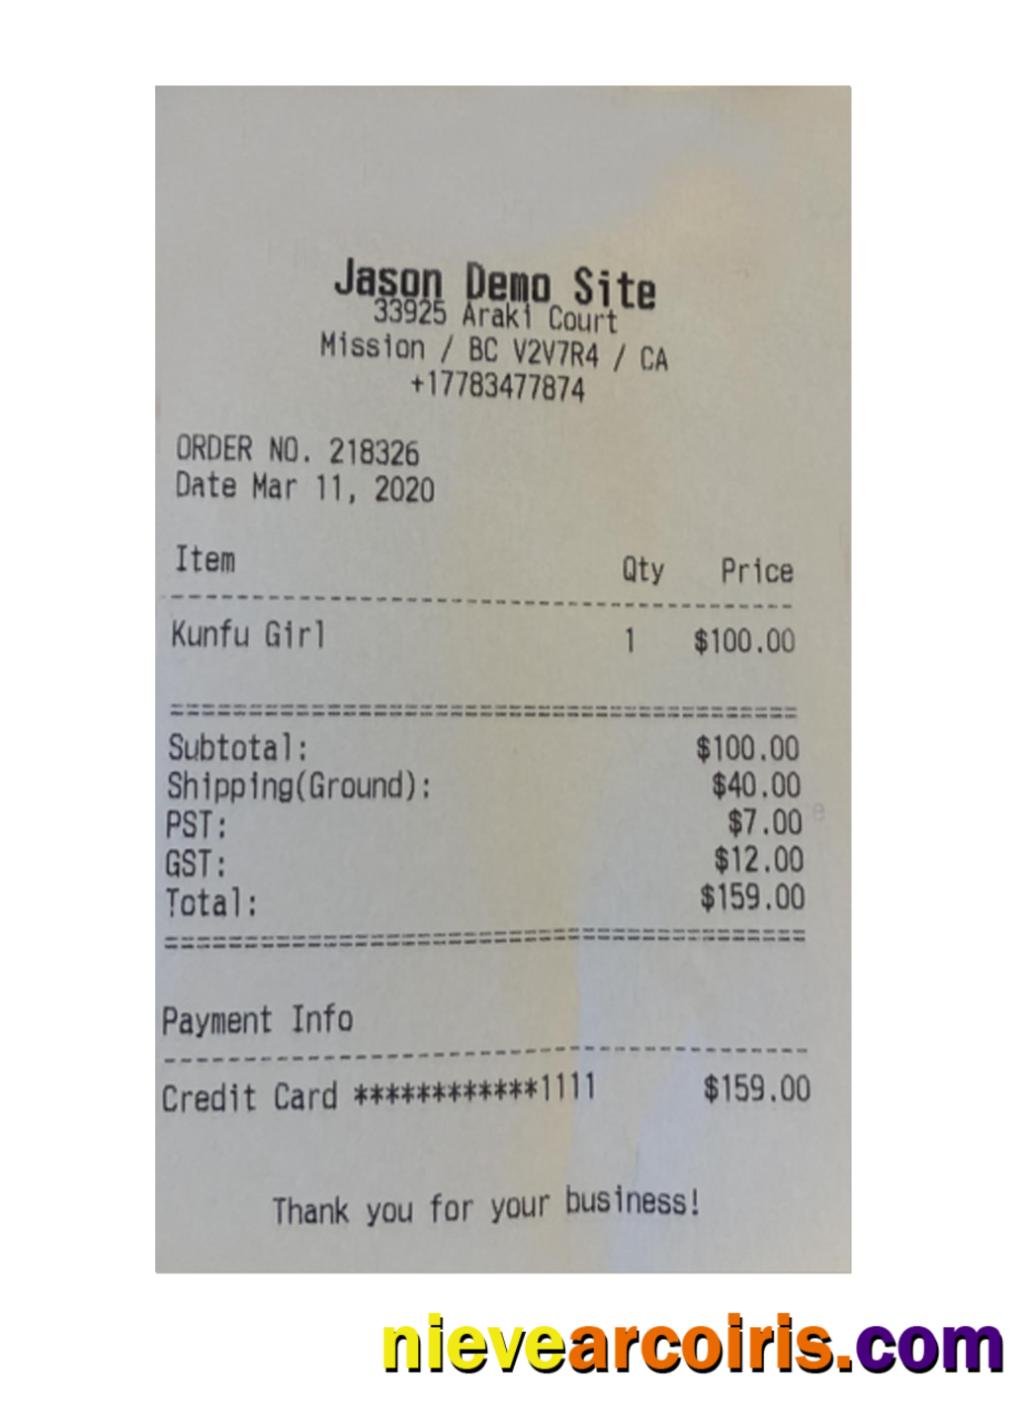 Jason Demo Site
33925 Araki Court
Mission / BC V2V7R4 / CA
+17783477874
ORDER NO. 218326
Date Mar 11, 2020
Item Qty Price
Kunfu Girl 1 $100.00
Subtotal: $100.00
Shipping(Ground): $40.00
PST: $7.00
GST: $12.00
Total: $159.00
Payment Info
Credit Card ************1111 $159.00
Thank you for your business!
nievearcoiris.com